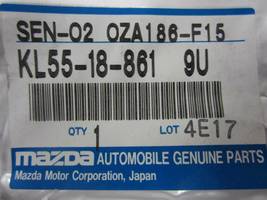 SEN-O2 OZA186-F15
KL55-18-861 9U
QTY 1 LOT 4E17
mazda AUTOMOBILE GENUINE PARTS
Mazda Motor Corporation, Japan